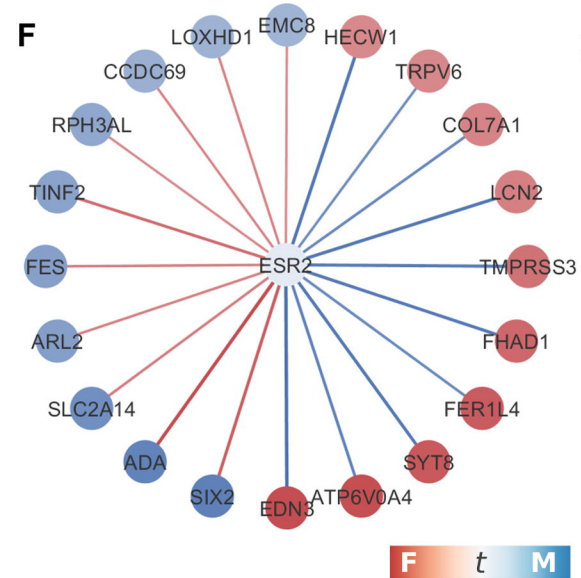 F
EMC8
LOXHD1
HECW1
CCDC69
TRPV6
RPH3AL
COL7A1
TINF2
LCN2
FES
ESR2
TMPRSS3
ARL2
FHAD1
SLC2A14
FER1L4
ADA
SYT8
SIX2
EDN3
ATP6V0A4
F t M